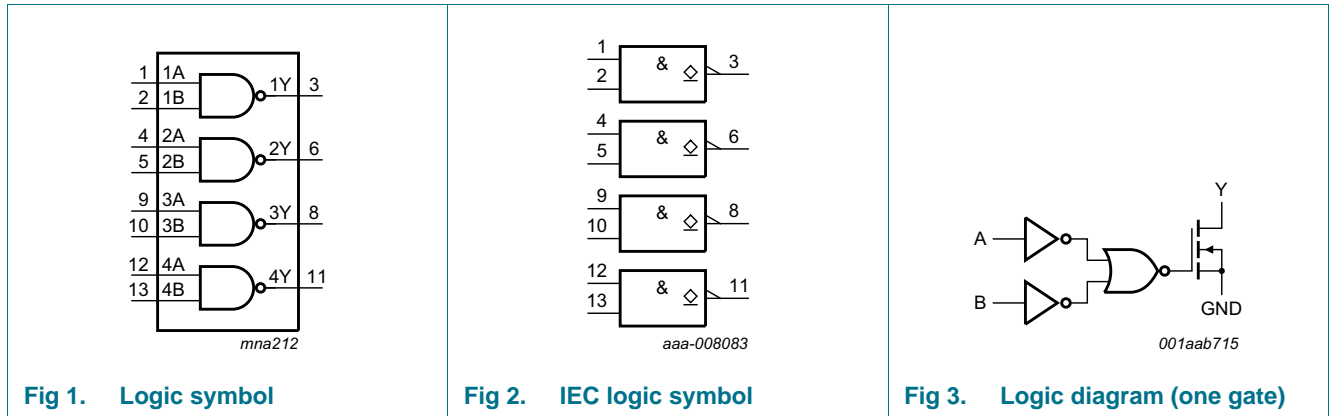 1 1A 1Y 3
2 1B
4 2A 2Y 6
5 2B
9 3A 3Y 8
10 3B
12 4A 4Y 11
13 4B
mna212
Fig 1. Logic symbol
1 & 3
2
4 & 6
5
9 & 8
10
12 & 11
13
aaa-008083
Fig 2. IEC logic symbol
Y
A
B
GND
001aab715
Fig 3. Logic diagram (one gate)